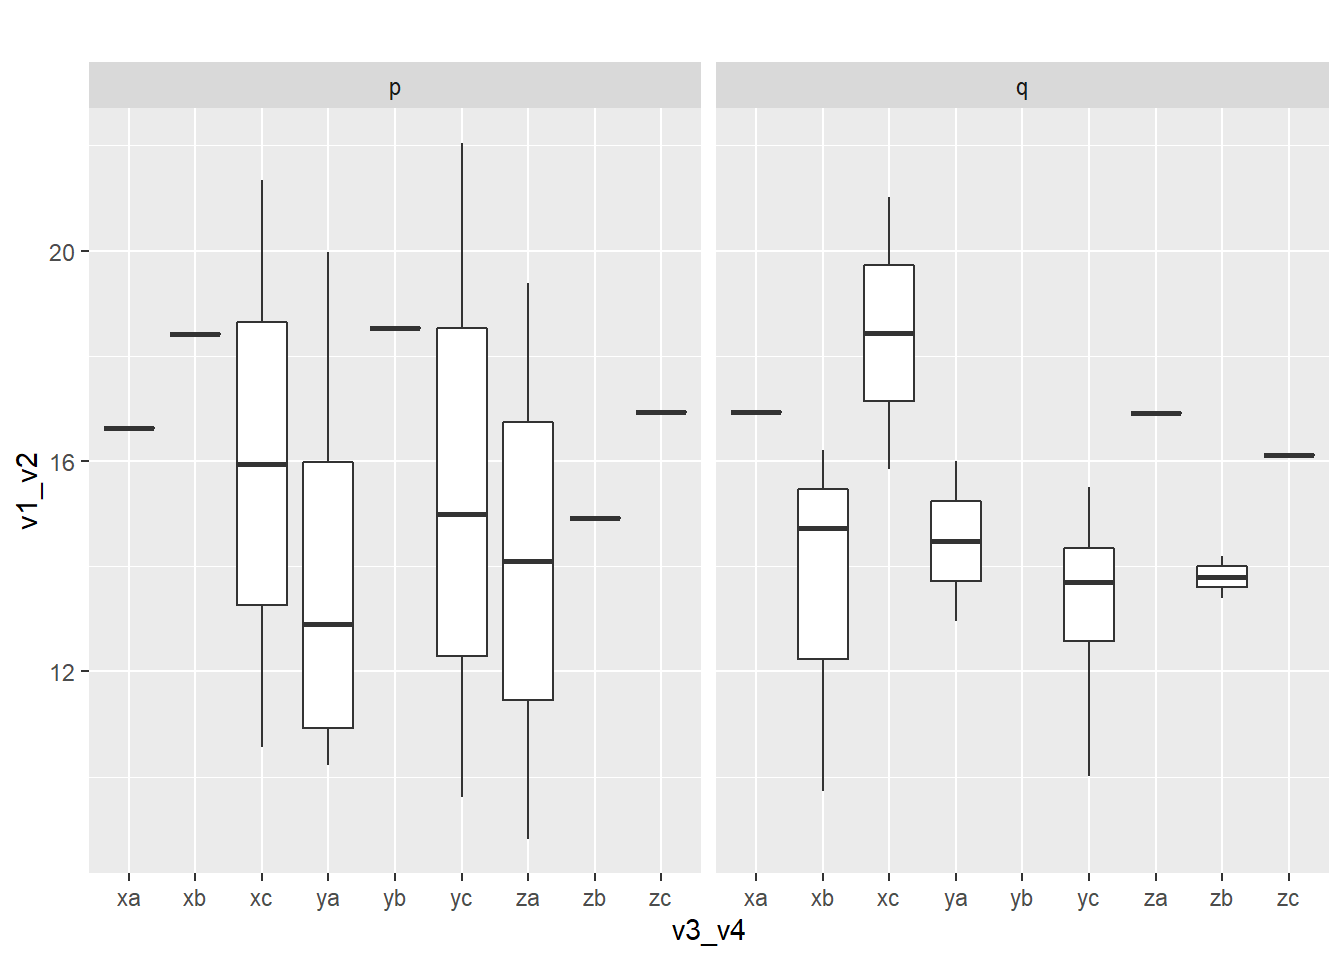 p
q
20
16
12
v1_v2
xa xb xc ya yb yc za zb zc
xa xb xc ya yb yc za zb zc
v3_v4